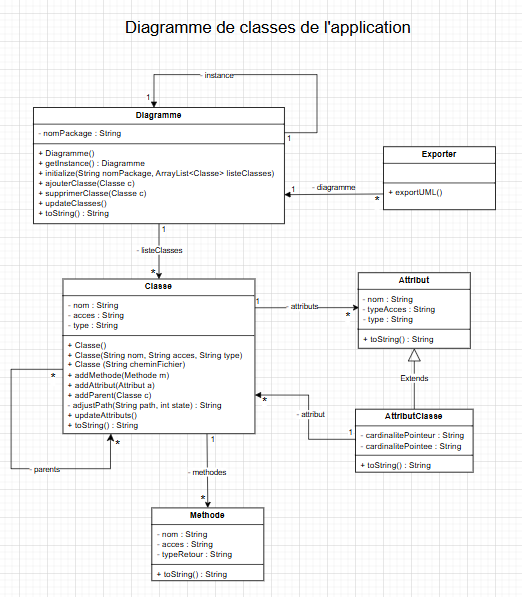 Diagramme de classes de l'application
- instance
1
Diagramme
- nomPackage : String
1
+ Diagramme()
+ getInstance() : Diagramme
+ initialize(String nomPackage, ArrayList<Classe> listeClasses)
+ ajouterClasse(Classe c)
+ supprimerClasse(Classe c)
+ updateClasses()
+ toString() : String
Exporter
+ exportUML()
1
- diagramme
*
1
- listeClasses
*
Classe
- nom : String
- acces : String
- type : String
+ Classe()
+ Classe(String nom, String acces, String type)
+ Classe (String cheminFichier)
+ addMethode(Methode m)
+ addAttribut(Attribut a)
+ addParent(Classe c)
- adjustPath(String path, int state) : String
+ updateAttributs()
+ toString() : String
1
- attributs
*
Attribut
- nom : String
- typeAcces : String
- type : String
+ toString() : String
Extends
AttributClasse
- cardinalitePointeur : String
- cardinalitePointee : String
+ toString() : String
*
- attribut
1
*
- parents
*
1
- methodes
*
Methode
- nom : String
- acces : String
- typeRetour : String
+ toString() : String